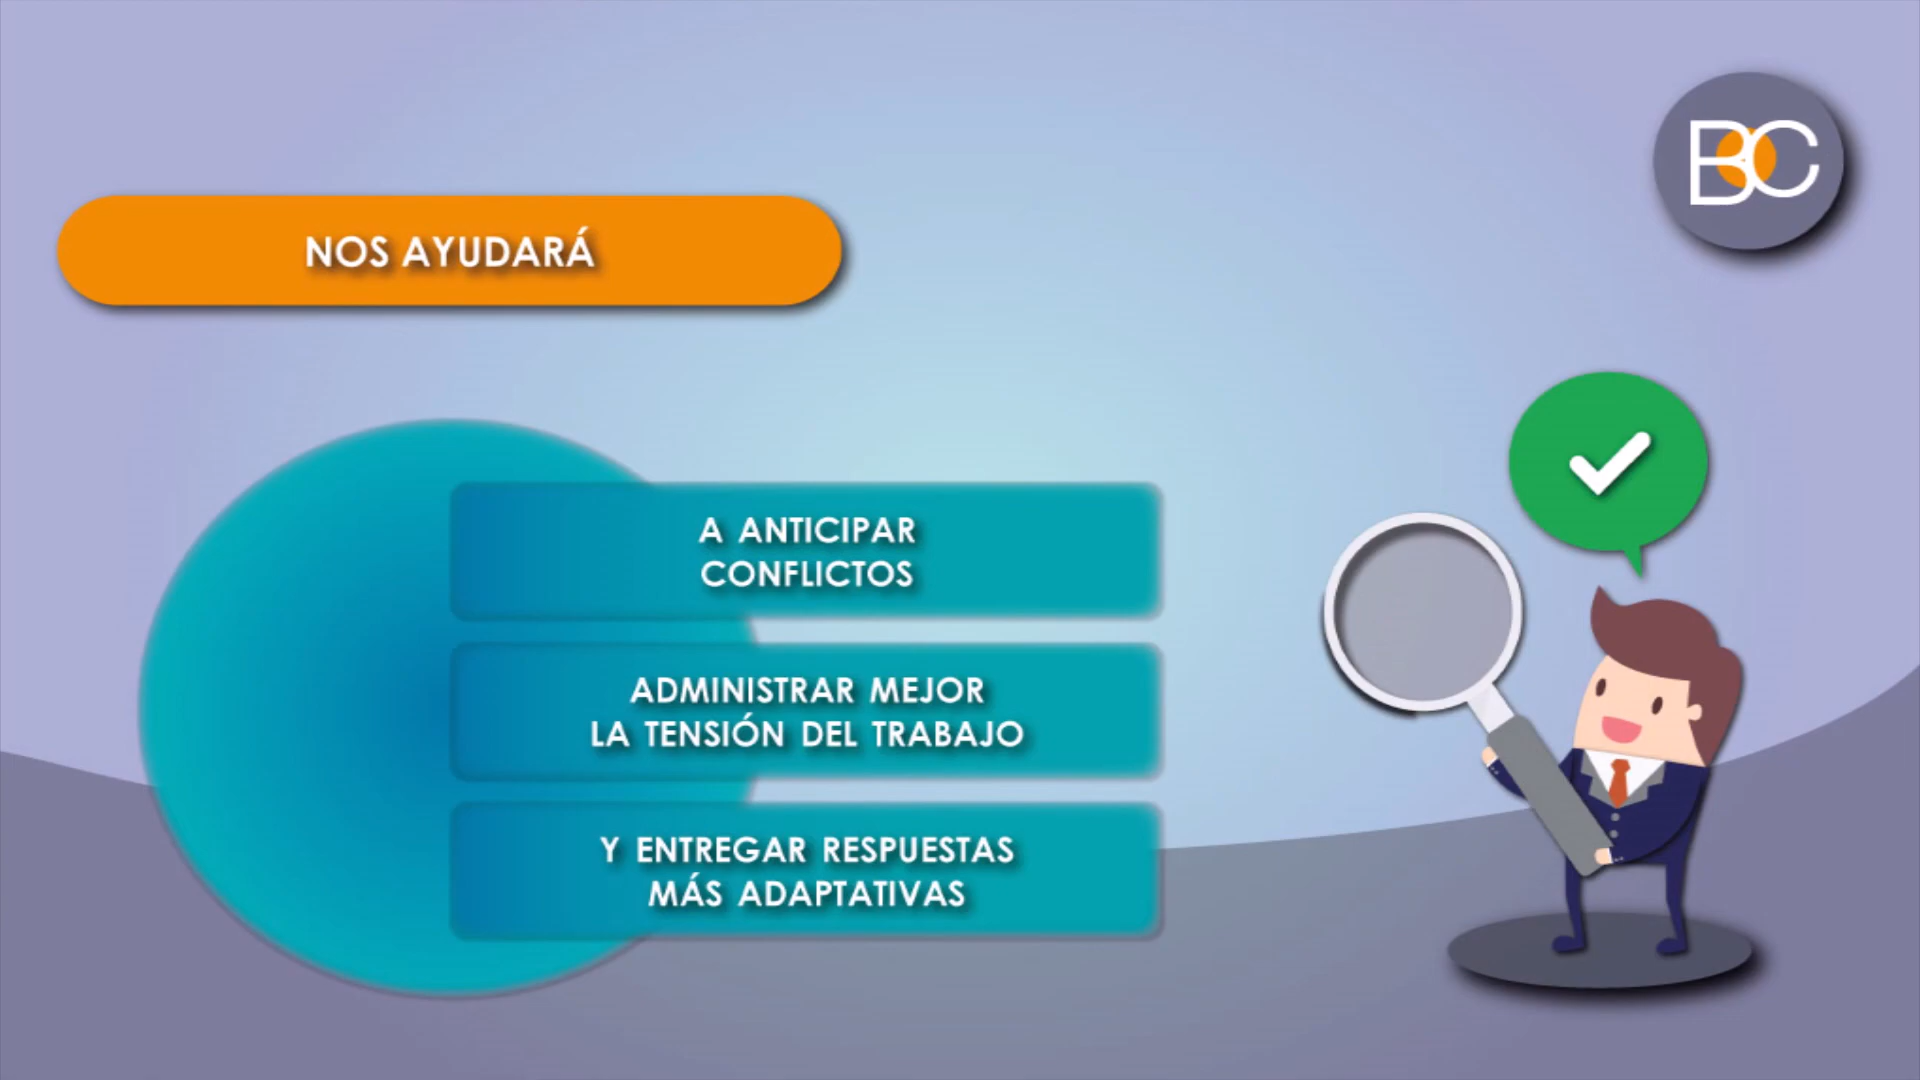 BC
NOS AYUDARÁ
A ANTICIPAR
CONFLICTOS
ADMINISTRAR MEJOR
LA TENSIÓN DEL TRABAJO
Y ENTREGAR RESPUESTAS
MÁS ADAPTATIVAS